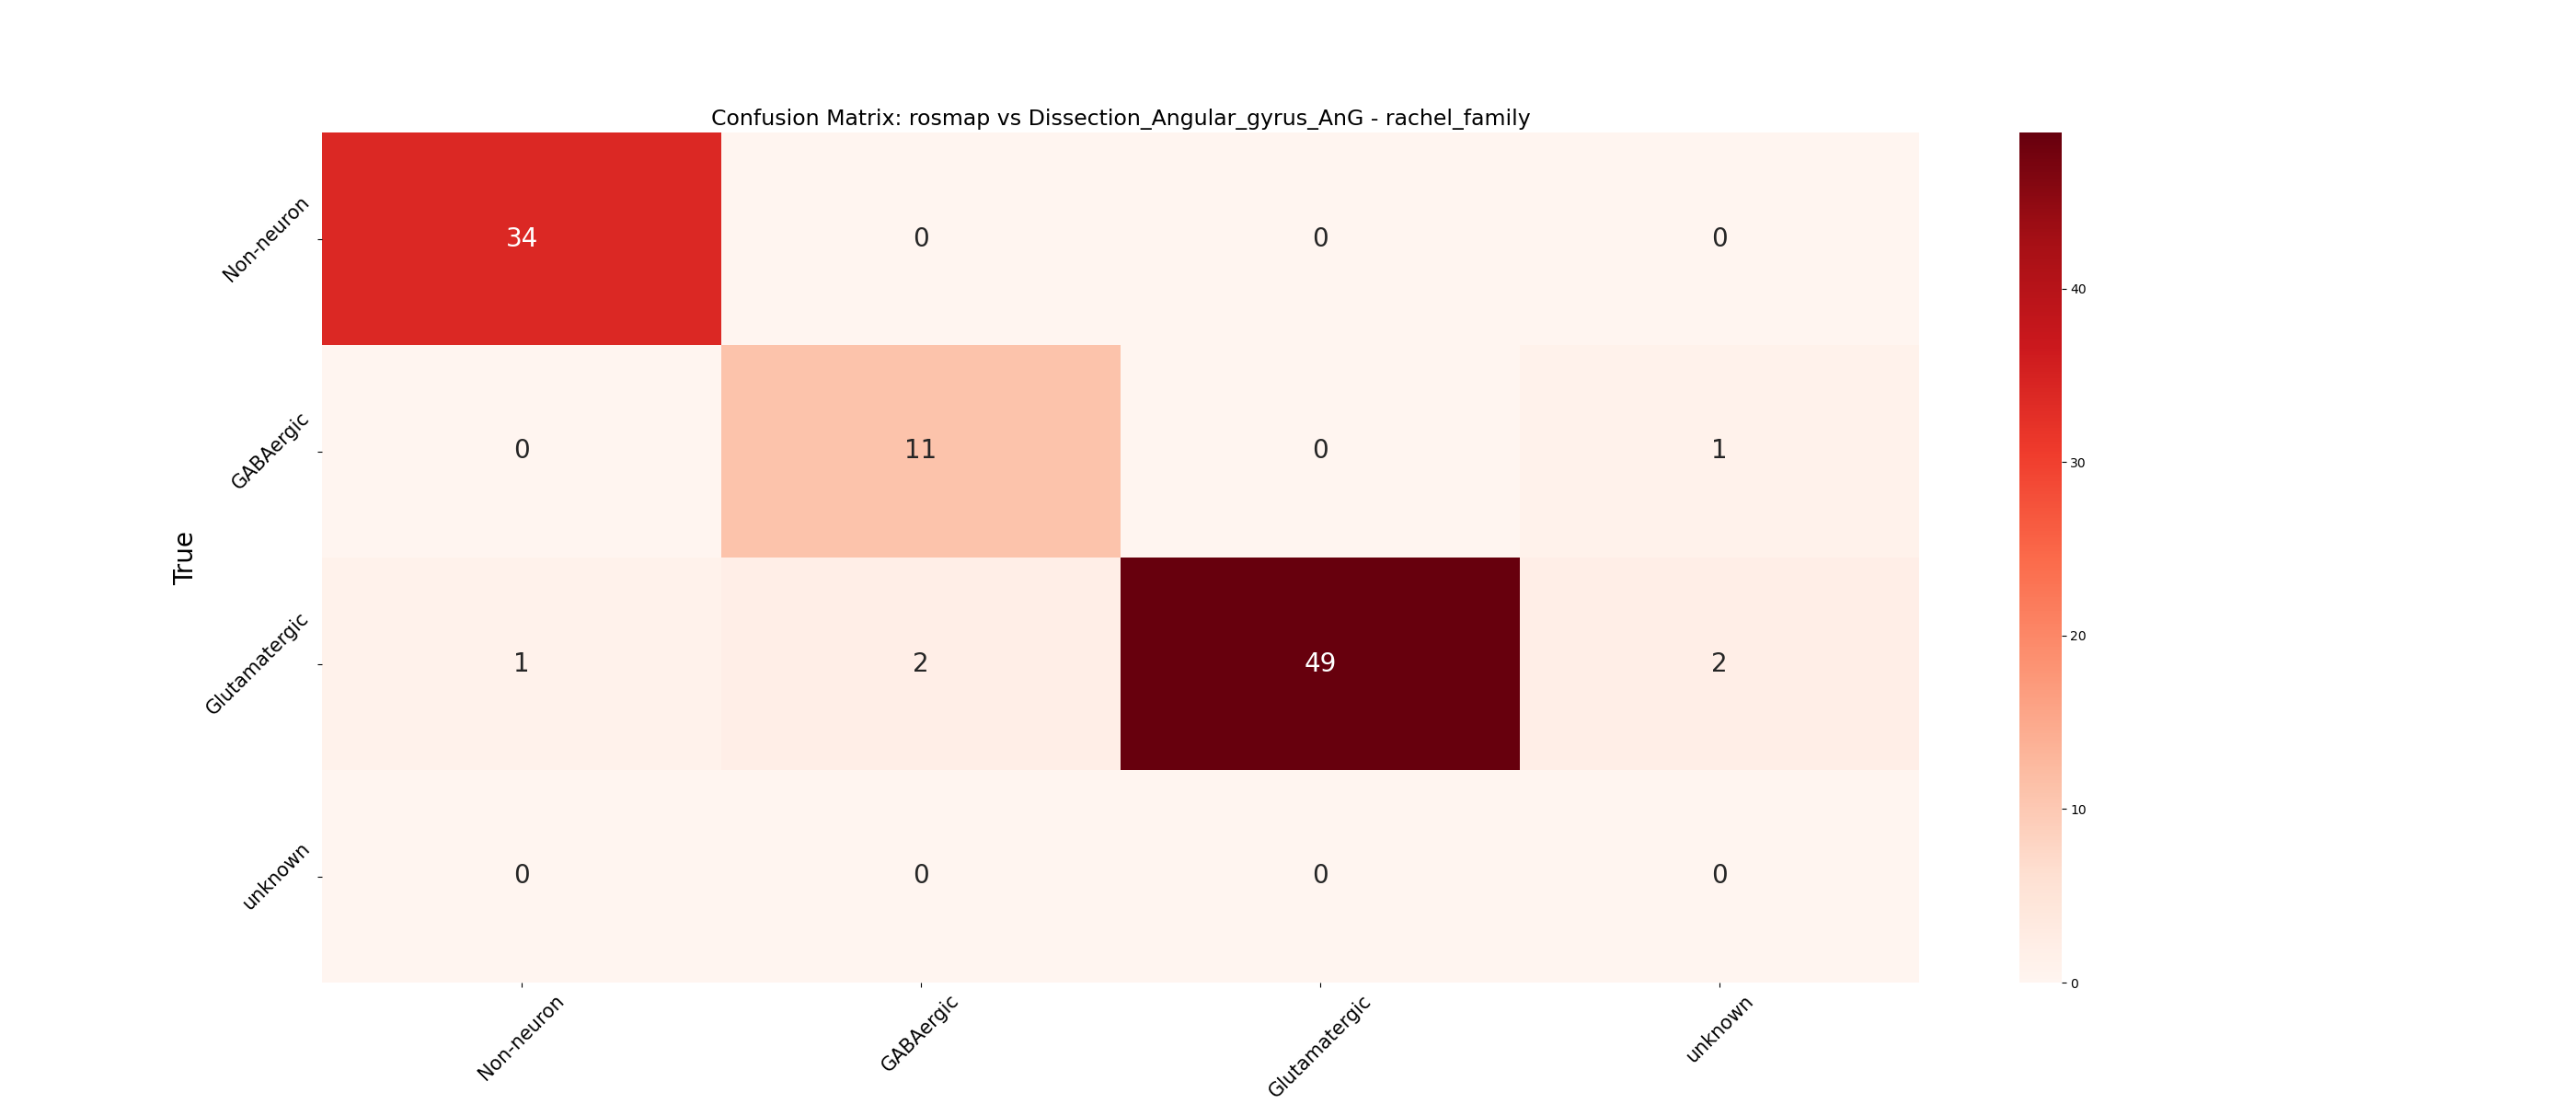 Confusion Matrix: rosmap vs Dissection_Angular_gyrus_AnG - rachel_family
Non-neuron
34
0
0
0
40
GABAergic
0
11
0
1
30
True
Glutamatergic
1
2
49
2
20
unknown
0
0
0
0
10
0
Non-neuron
GABAergic
Glutamatergic
unknown